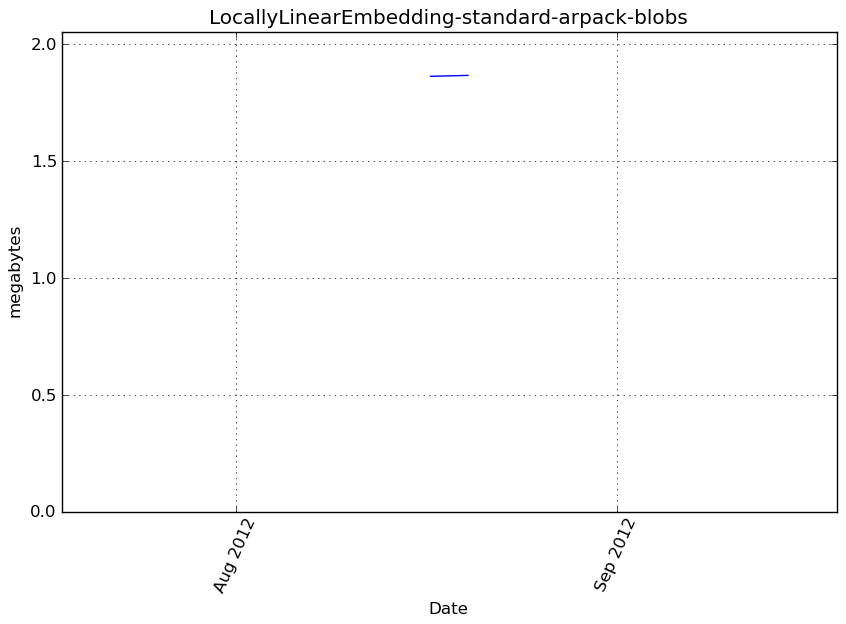 LocallyLinearEmbedding-standard-arpack-blobs
2.0
1.5
1.0
0.5
0.0
megabytes
Aug 2012
Sep 2012
Date